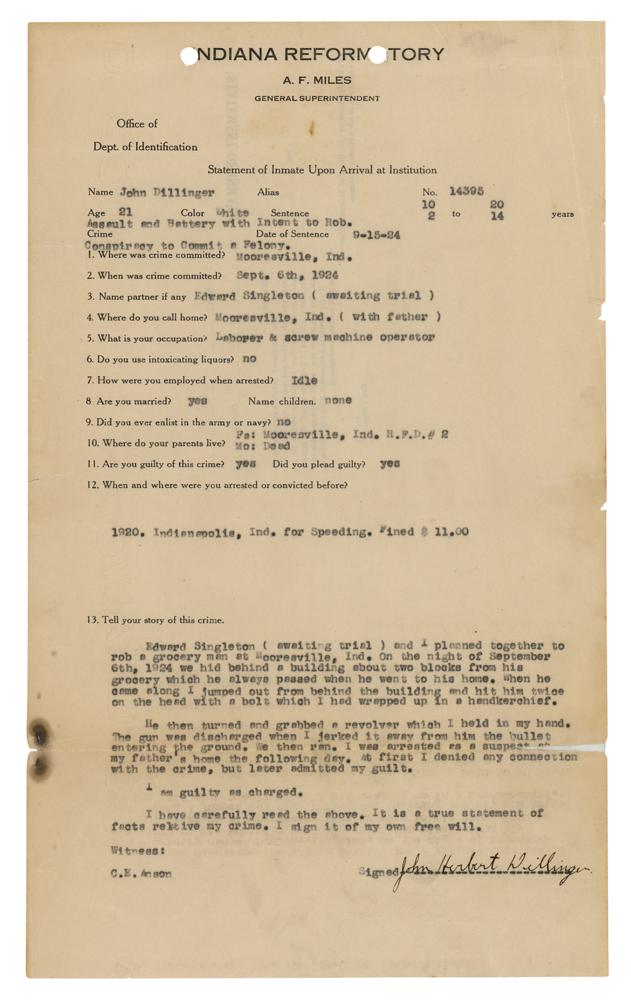 INDIANA REFORMATORY
A. F. MILES
GENERAL SUPERINTENDENT
Office of
Dept. of Identification
Statement of Inmate Upon Arrival at Institution
Name John Dillinger Alias No. 14395
10 20
Age 21 Color White Sentence 2 to 14 years
Assault and Battery with Intent to Rob.
Crime Date of Sentence 9-15-24
Conspiracy to Commit a Felony.
1. Where was crime committed? Mooresville, Ind.
2. When was crime committed? Sept. 6th, 1924
3. Name partner if any Edward Singleton ( awaiting trial )
4. Where do you call home? Mooresville, Ind. ( with father )
5. What is your occupation? Laborer & screw machine operator
6. Do you use intoxicating liquors? no
7. How were you employed when arrested? Idle
8. Are you married? yes Name children. none
9. Did you ever enlist in the army or navy? no
Fa: Mooresville, Ind. R.F.D.# 2
10. Where do your parents live? Mo: Dead
11. Are you guilty of this crime? yes Did you plead guilty? yes
12. When and where were you arrested or convicted before?
1920. Indianapolis, Ind. for Speeding. Fined $ 11.00
13. Tell your story of this crime.
Edward Singleton ( awaiting trial ) and I planned together to
rob a grocery man at Mooresville, Ind. On the night of September
6th, 1924 we hid behind a building about two blocks from his
grocery which he always passed when he went to his home. When he
came along I jumped out from behind the building and hit him twice
on the head with a bolt which I had wrapped up in a handkerchief.
He then turned and grabbed a revolver which I held in my hand.
The gun was discharged when I jerked it away from him the bullet
entering the ground. We then ran. I was arrested as a suspect at
my father's home the following day. At first I denied any connection
with the crime, but later admitted my guilt.
I am guilty as charged.
I have carefully read the above. It is a true statement of
facts reltive my crime. I sign it of my own free will.
Witness:
C.E. Anson Signed John Herbert Dillinger